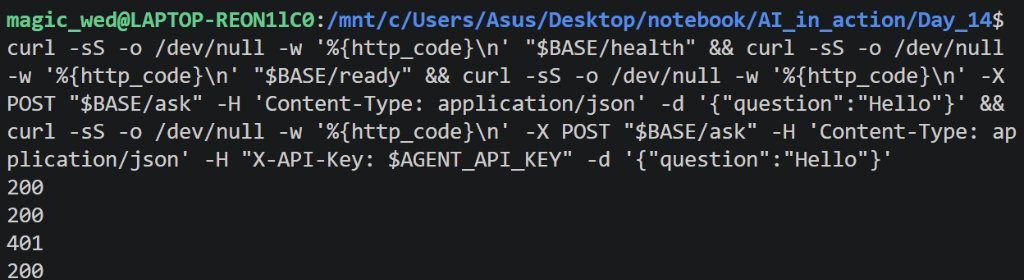 magic_wed@LAPTOP-REON1lC0:/mnt/c/Users/Asus/Desktop/notebook/AI_in_action/Day_14$
curl -sS -o /dev/null -w '%{http_code}\n' "$BASE/health" && curl -sS -o /dev/null
-w '%{http_code}\n' "$BASE/ready" && curl -sS -o /dev/null -w '%{http_code}\n' -X
POST "$BASE/ask" -H 'Content-Type: application/json' -d '{"question":"Hello"}' &&
curl -sS -o /dev/null -w '%{http_code}\n' -X POST "$BASE/ask" -H 'Content-Type: ap
plication/json' -H "X-API-Key: $AGENT_API_KEY" -d '{"question":"Hello"}'
200
200
401
200